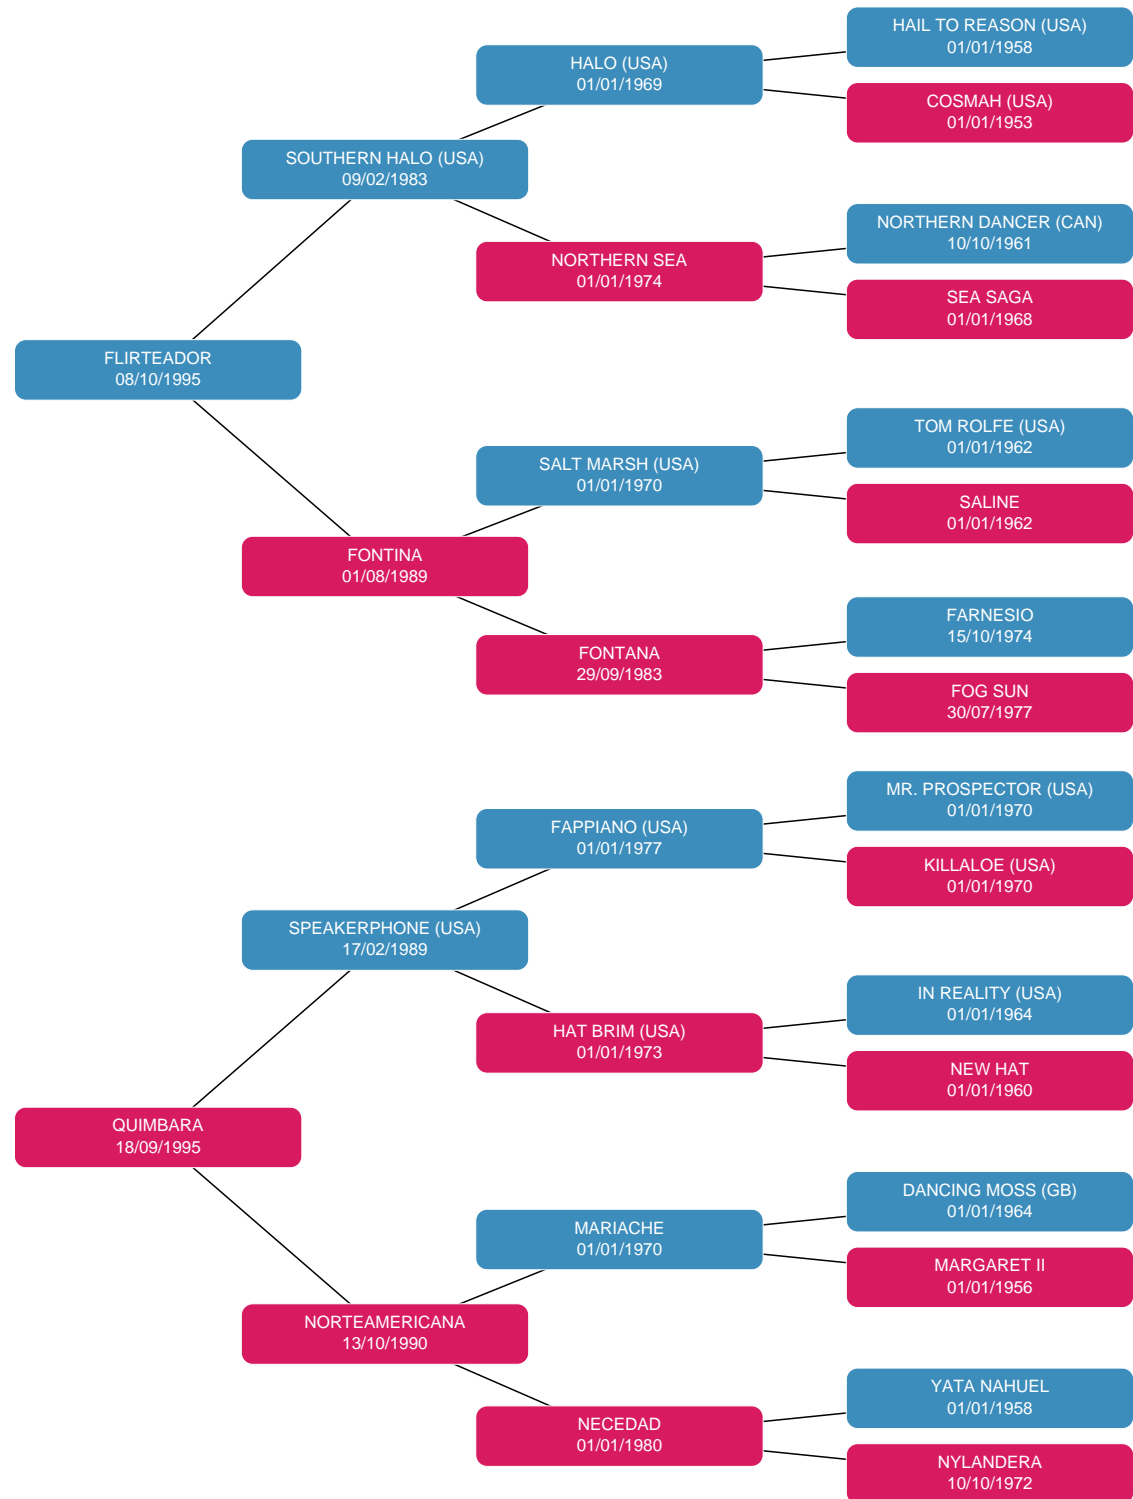 HAIL TO REASON (USA)
01/01/1958
HALO (USA)
01/01/1969
COSMAH (USA)
01/01/1953
SOUTHERN HALO (USA)
09/02/1983
NORTHERN DANCER (CAN)
10/10/1961
NORTHERN SEA
01/01/1974
SEA SAGA
01/01/1968
FLIRTEADOR
08/10/1995
TOM ROLFE (USA)
01/01/1962
SALT MARSH (USA)
01/01/1970
SALINE
01/01/1962
FONTINA
01/08/1989
FARNESIO
15/10/1974
FONTANA
29/09/1983
FOG SUN
30/07/1977
MR. PROSPECTOR (USA)
01/01/1970
FAPPIANO (USA)
01/01/1977
KILLALOE (USA)
01/01/1970
SPEAKERPHONE (USA)
17/02/1989
IN REALITY (USA)
01/01/1964
HAT BRIM (USA)
01/01/1973
NEW HAT
01/01/1960
QUIMBARA
18/09/1995
DANCING MOSS (GB)
01/01/1964
MARIACHE
01/01/1970
MARGARET II
01/01/1956
NORTEAMERICANA
13/10/1990
YATA NAHUEL
01/01/1958
NECEDAD
01/01/1980
NYLANDERA
10/10/1972